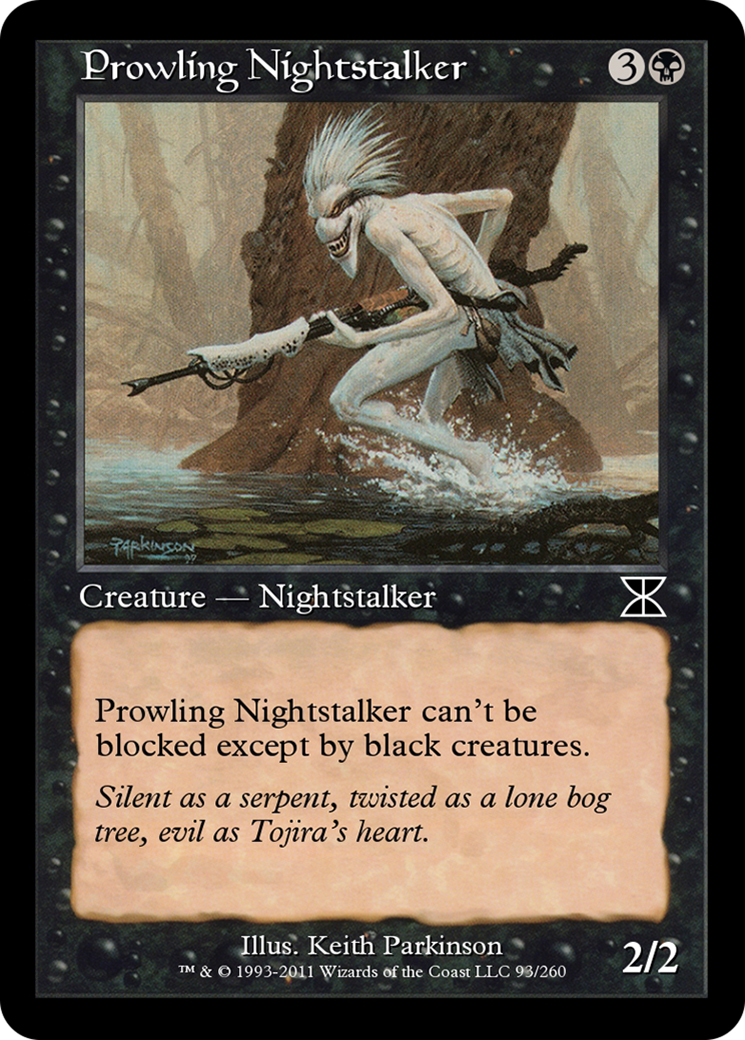 Prowling Nightstalker 3
PARKINSON
97
Creature — Nightstalker
Prowling Nightstalker can't be
blocked except by black creatures.
Silent as a serpent, twisted as a lone bog
tree, evil as Tojira's heart.
Illus. Keith Parkinson
™ & © 1993-2011 Wizards of the Coast LLC 93/260
2/2